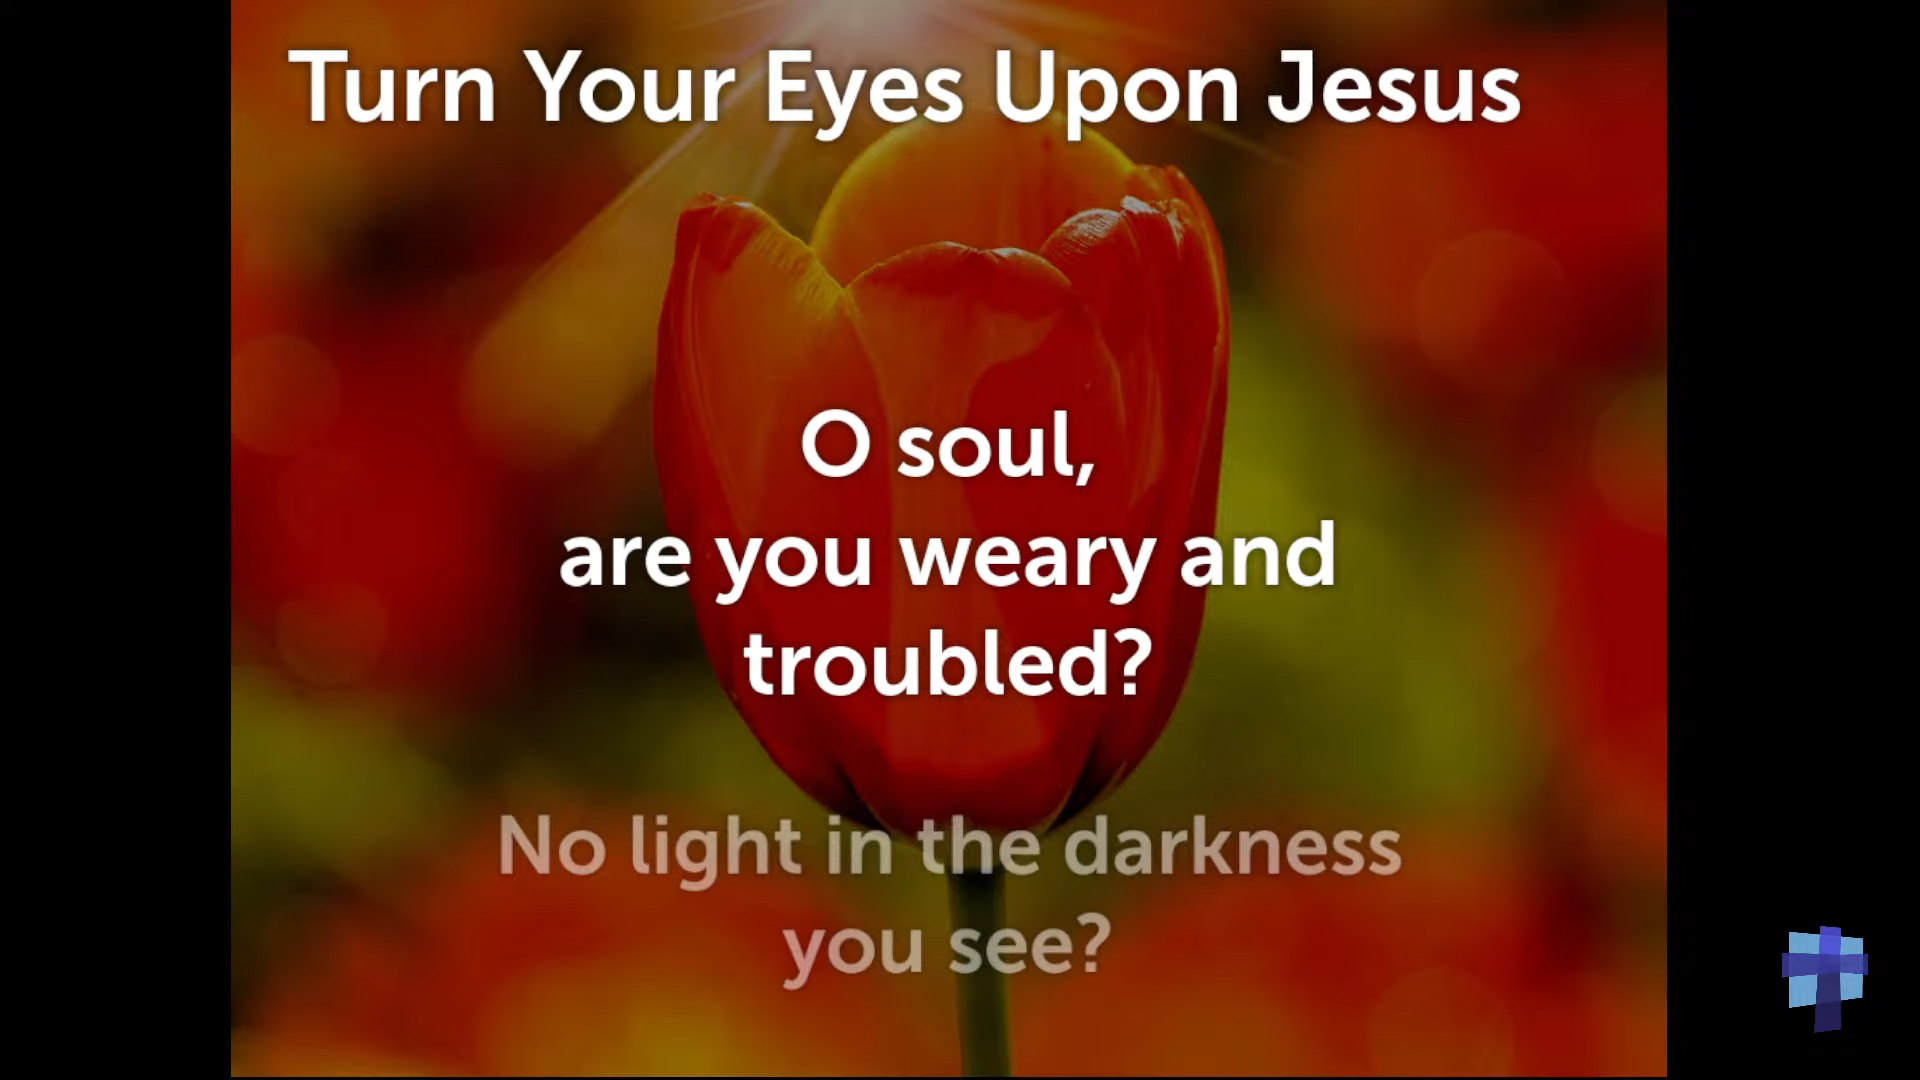 Turn Your Eyes Upon Jesus
O soul,
are you weary and
troubled?
No light in the darkness
you see?